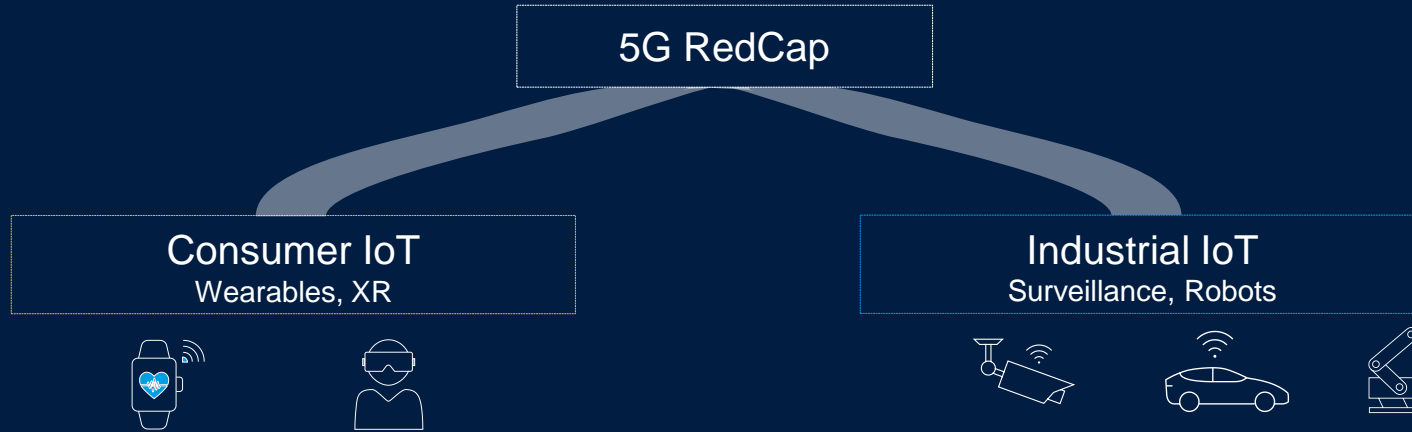 5G RedCap
Consumer IoT
Wearables, XR
Industrial IoT
Surveillance, Robots